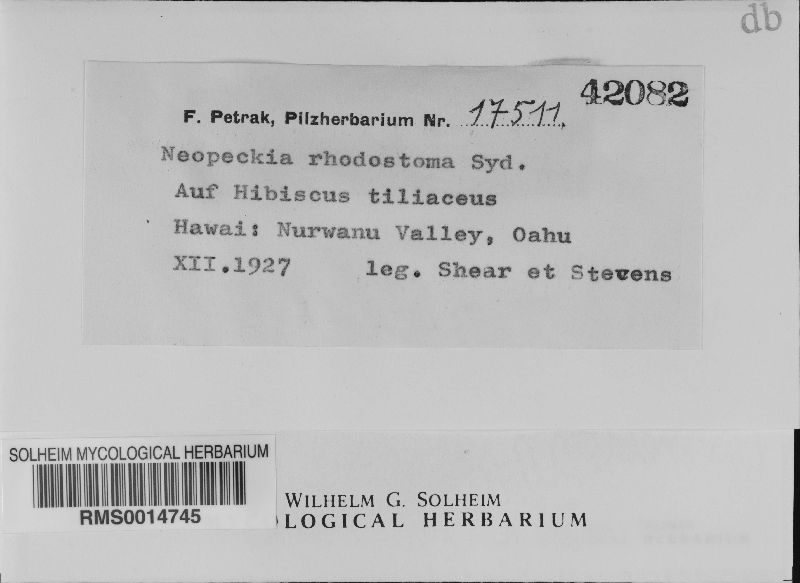 db
42082
F. Petrak, Pilzherbarium Nr. 17511.
Neopeckia rhodostoma Syd.
Auf Hibiscus tiliaceus
Hawai: Nurwanu Valley, Oahu
XII.1927 leg. Shear et Stevens
SOLHEIM MYCOLOGICAL HERBARIUM
RMS0014745
WILHELM G. SOLHEIM
OLOGICAL HERBARIUM